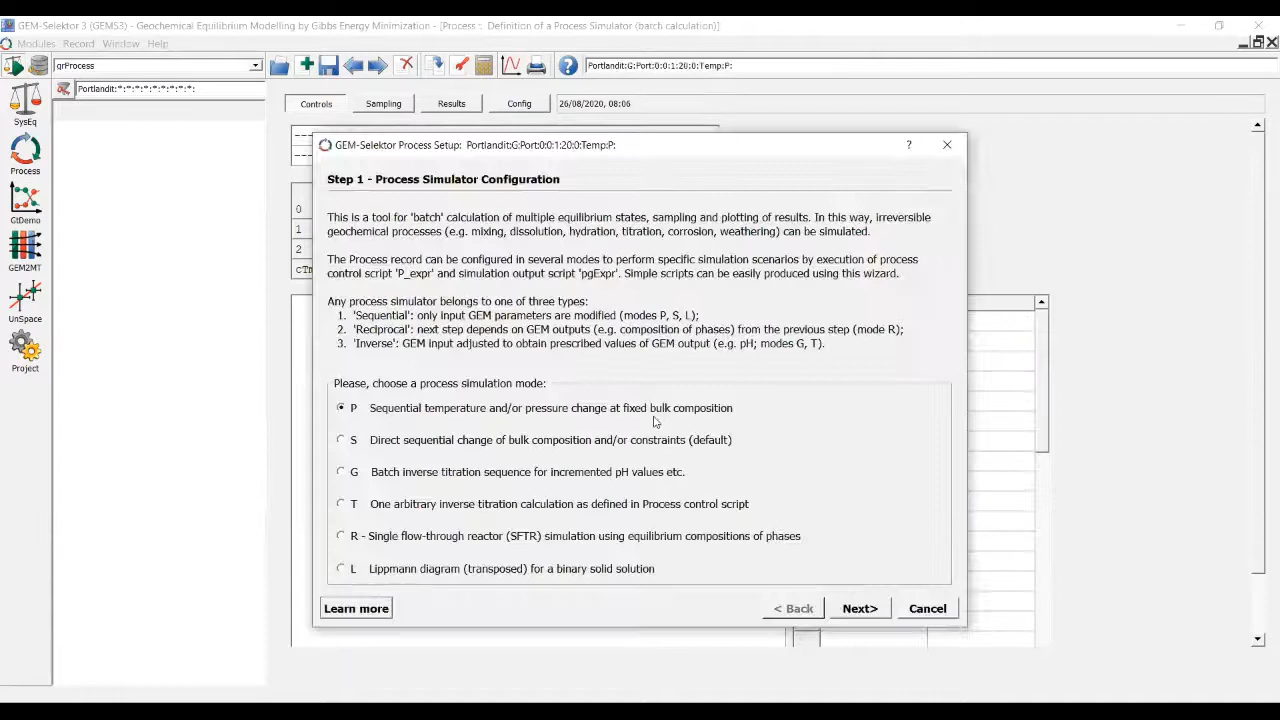 GEM-Selektor 3 (GEMS3) - Geochemical Equilibrium Modelling by Gibbs Energy Minimization - [Process :: Definition of a Process Simulator (batch calculation)]
Modules Record Window Help
qrProcess
Portlandit:G:Port:0:0:1:20:0:Temp:P:
Portlandit:*:*:*:*:*:*:*:*:
Controls Sampling Results Config 26/08/2020, 08:06
SysEq
Process
GtDemo
GEM2MT
UnSpace
Project
0
1
2
GEM-Selektor Process Setup: Portlandit:G:Port:0:0:1:20:0:Temp:P:
Step 1 - Process Simulator Configuration
This is a tool for 'batch' calculation of multiple equilibrium states, sampling and plotting of results. In this way, irreversible
geochemical processes (e.g. mixing, dissolution, hydration, titration, corrosion, weathering) can be simulated.
The Process record can be configured in several modes to perform specific simulation scenarios by execution of process
control script 'P_expr' and simulation output script 'pgExpr'. Simple scripts can be easily produced using this wizard.
Any process simulator belongs to one of three types:
1. 'Sequential': only input GEM parameters are modified (modes P, S, L);
2. 'Reciprocal': next step depends on GEM outputs (e.g. composition of phases) from the previous step (mode R);
3. 'Inverse': GEM input adjusted to obtain prescribed values of GEM output (e.g. pH; modes G, T).
Please, choose a process simulation mode:
P Sequential temperature and/or pressure change at fixed bulk composition
S Direct sequential change of bulk composition and/or constraints (default)
G Batch inverse titration sequence for incremented pH values etc.
T One arbitrary inverse titration calculation as defined in Process control script
R - Single flow-through reactor (SFTR) simulation using equilibrium compositions of phases
L Lippmann diagram (transposed) for a binary solid solution
Learn more < Back Next> Cancel